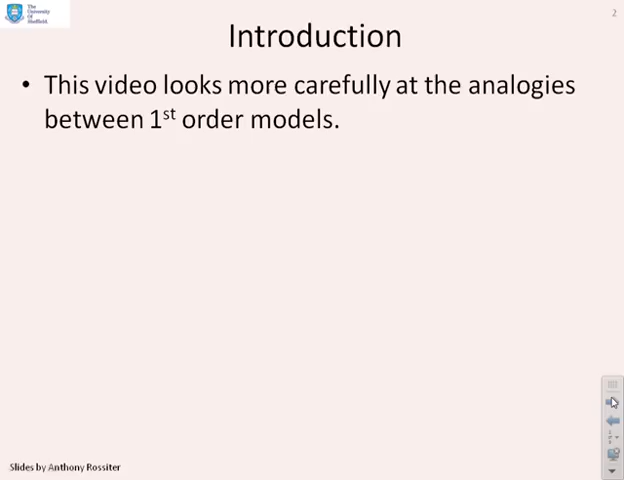 The
University
Of
Sheffield.
2
Introduction
• This video looks more carefully at the analogies
between 1st order models.
Slides by Anthony Rossiter